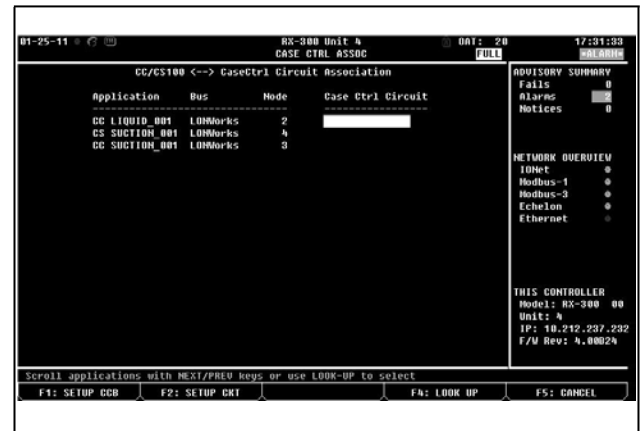 01-25-11 RX-300 Unit 4 OAT: 20 17:31:33
CASE CTRL ASSOC FULL *ALARM*
CC/CS100 <--> CaseCtrl Circuit Association
Application Bus Node Case Ctrl Circuit
CC LIQUID_001 LONWorks 2
CS SUCTION_001 LONWorks 4
CC SUCTION_001 LONWorks 3
ADVISORY SUMMARY
Fails 0
Alarms 2
Notices 0
NETWORK OVERVIEW
IONet
Modbus-1
Modbus-3
Echelon
Ethernet
THIS CONTROLLER
Model: RX-300 00
Unit: 4
IP: 10.212.237.232
F/W Rev: 4.00B24
Scroll applications with NEXT/PREV keys or use LOOK-UP to select
F1: SETUP CCB F2: SETUP CKT F4: LOOK UP F5: CANCEL